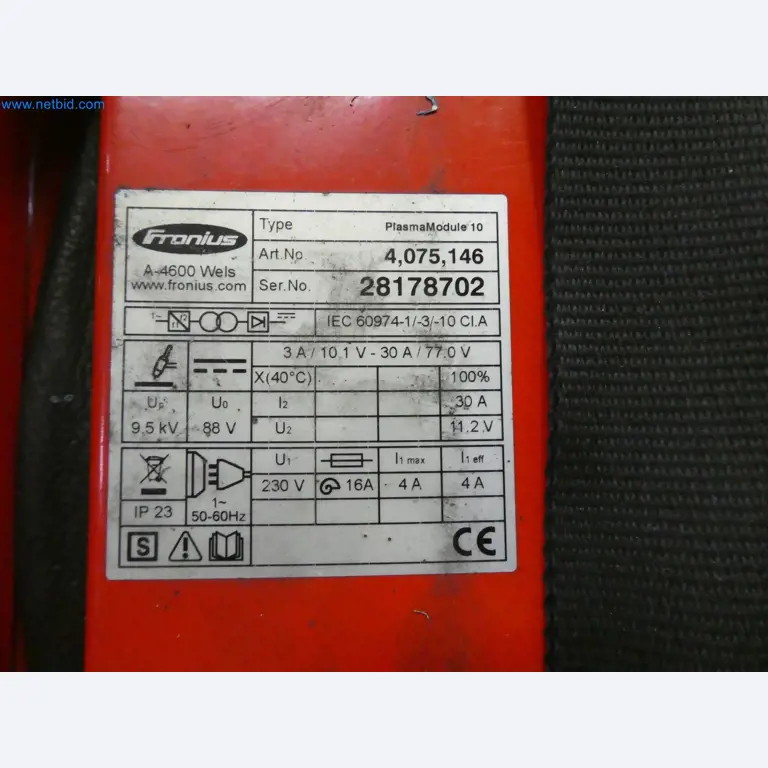 www.netbid.com
Fronius
A-4600 Wels
www.fronius.com
Type PlasmaModule 10
Art.No 4,075,146
Ser.No. 28178702
1~ f1 f2 IEC 60974-1/-3/-10 Cl.A
3 A / 10.1 V - 30 A / 77.0 V
X(40°C) 100%
Up U0 I2 30 A
9.5 kV 88 V U2 11.2 V
U1 I1 max I1 eff
230 V 16A 4 A 4 A
IP 23 1~
50-60Hz
S CE